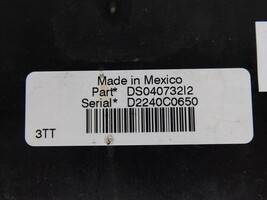 Made in Mexico
Part* DS040732I2
Serial* D2240C0650
3TT